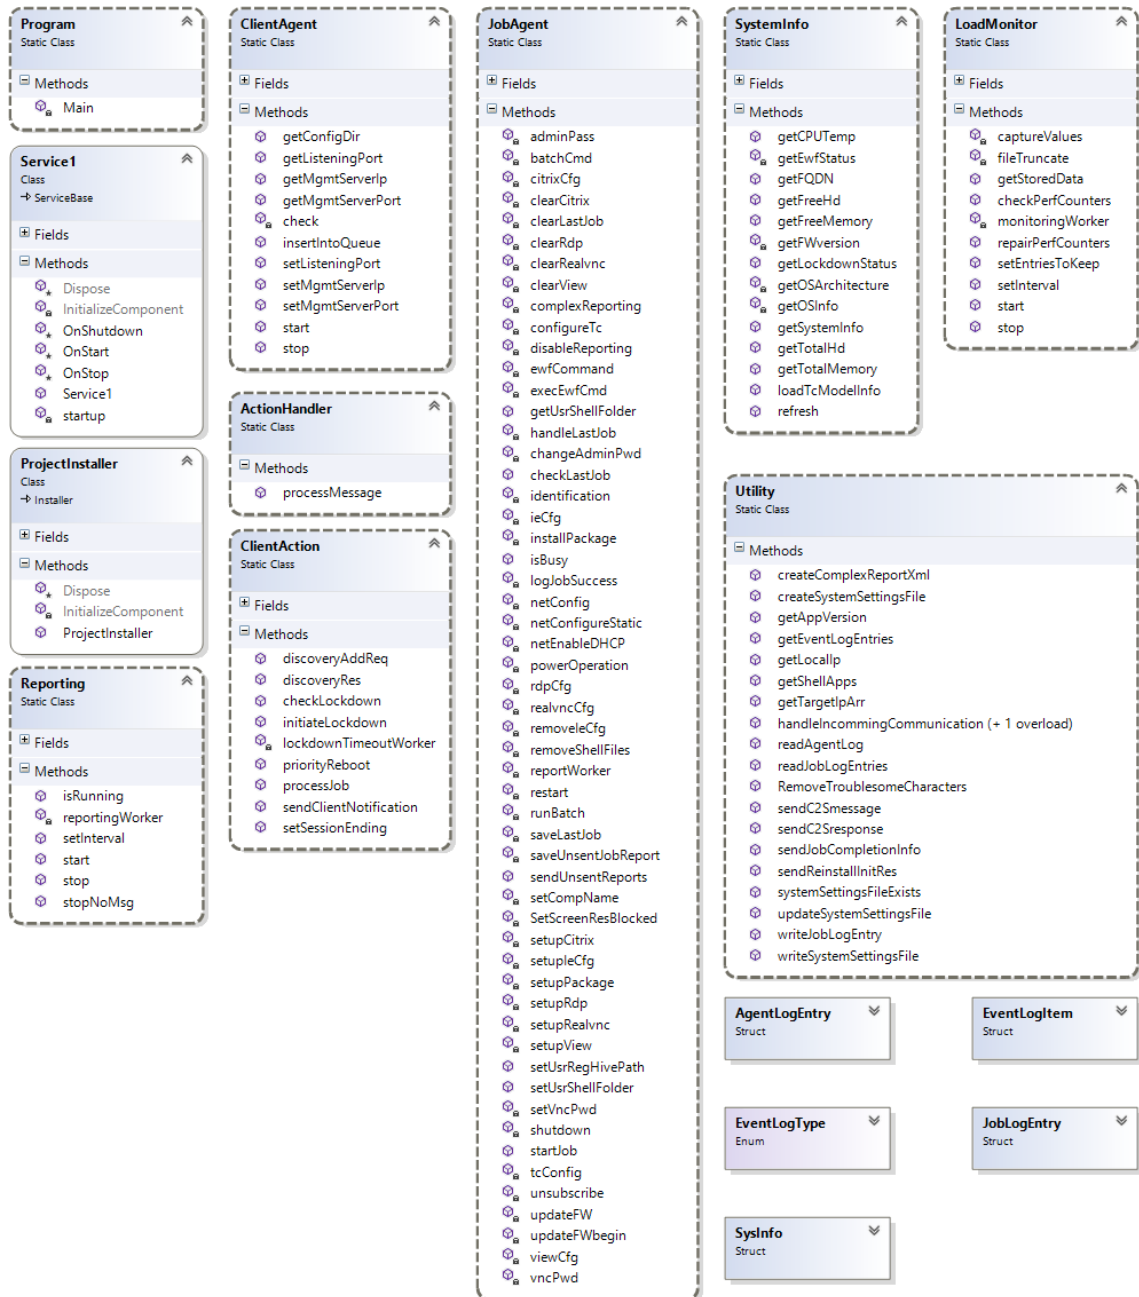 Program
Static Class
Methods
Main
Service1
Class
ServiceBase
Fields
Methods
Dispose
InitializeComponent
OnShutdown
OnStart
OnStop
Service1
startup
ProjectInstaller
Class
Installer
Fields
Methods
Dispose
InitializeComponent
ProjectInstaller
Reporting
Static Class
Fields
Methods
isRunning
reportingWorker
setInterval
start
stop
stopNoMsg
ClientAgent
Static Class
Fields
Methods
getConfigDir
getListeningPort
getMgmtServerIp
getMgmtServerPort
check
insertIntoQueue
setListeningPort
setMgmtServerIp
setMgmtServerPort
start
stop
ActionHandler
Static Class
Methods
processMessage
ClientAction
Static Class
Fields
Methods
discoveryAddReq
discoveryRes
checkLockdown
initiateLockdown
lockdownTimeoutWorker
priorityReboot
processJob
sendClientNotification
setSessionEnding
JobAgent
Static Class
Fields
Methods
adminPass
batchCmd
citrixCfg
clearCitrix
clearLastJob
clearRdp
clearRealvnc
clearView
complexReporting
configureTc
disableReporting
ewfCommand
execEwfCmd
getUsrShellFolder
handleLastJob
changeAdminPwd
checkLastJob
identification
ieCfg
installPackage
isBusy
logJobSuccess
netConfig
netConfigureStatic
netEnableDHCP
powerOperation
rdpCfg
realvncCfg
removeIeCfg
removeShellFiles
reportWorker
restart
runBatch
saveLastJob
saveUnsentJobReport
sendUnsentReports
setCompName
SetScreenResBlocked
setupCitrix
setupIeCfg
setupPackage
setupRdp
setupRealvnc
setupView
setUsrRegHivePath
setUsrShellFolder
setVncPwd
shutdown
startJob
tcConfig
unsubscribe
updateFW
updateFWbegin
viewCfg
vncPwd
SystemInfo
Static Class
Fields
Methods
getCPUTemp
getEwfStatus
getFQDN
getFreeHd
getFreeMemory
getFWversion
getLockdownStatus
getOSArchitecture
getOSInfo
getSystemInfo
getTotalHd
getTotalMemory
loadTcModelInfo
refresh
LoadMonitor
Static Class
Fields
Methods
captureValues
fileTruncate
getStoredData
checkPerfCounters
monitoringWorker
repairPerfCounters
setEntriesToKeep
setInterval
start
stop
Utility
Static Class
Methods
createComplexReportXml
createSystemSettingsFile
getAppVersion
getEventLogEntries
getLocalIp
getShellApps
getTargetIpArr
handleIncommingCommunication (+ 1 overload)
readAgentLog
readJobLogEntries
RemoveTroublesomeCharacters
sendC2Smessage
sendC2Sresponse
sendJobCompletionInfo
sendReinstallInitRes
systemSettingsFileExists
updateSystemSettingsFile
writeJobLogEntry
writeSystemSettingsFile
AgentLogEntry
Struct
EventLogItem
Struct
EventLogType
Enum
JobLogEntry
Struct
SysInfo
Struct